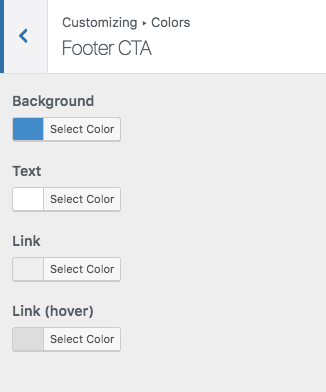 Customizing ▸ Colors
Footer CTA
Background
Select Color
Text
Select Color
Link
Select Color
Link (hover)
Select Color